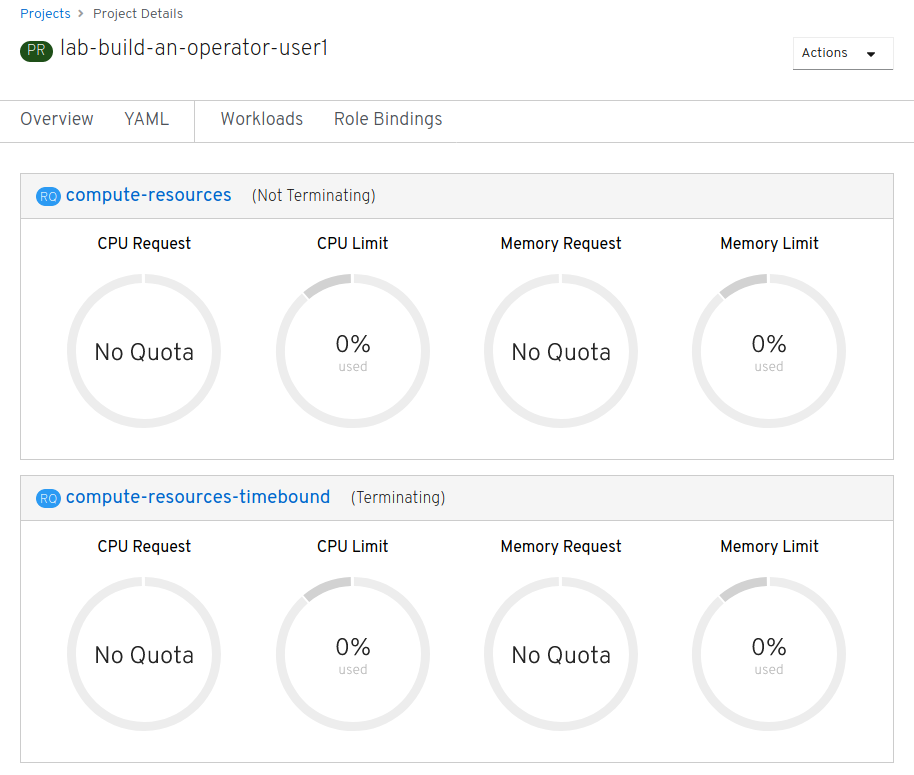 Projects > Project Details
PR lab-build-an-operator-user1
Actions
Overview YAML Workloads Role Bindings
RQ compute-resources (Not Terminating)
CPU Request CPU Limit Memory Request Memory Limit
No Quota 0% used No Quota 0% used
RQ compute-resources-timebound (Terminating)
CPU Request CPU Limit Memory Request Memory Limit
No Quota 0% used No Quota 0% used